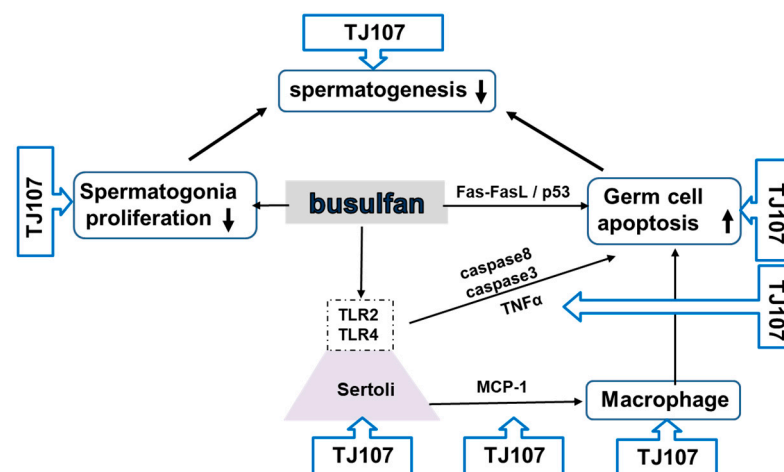 TJ107
spermatogenesis
TJ107
Spermatogonia
proliferation
busulfan
Fas-FasL / p53
Germ cell
apoptosis
TJ107
caspase8
caspase3
TNFα
TJ107
TLR2
TLR4
Sertoli
MCP-1
Macrophage
TJ107
TJ107
TJ107